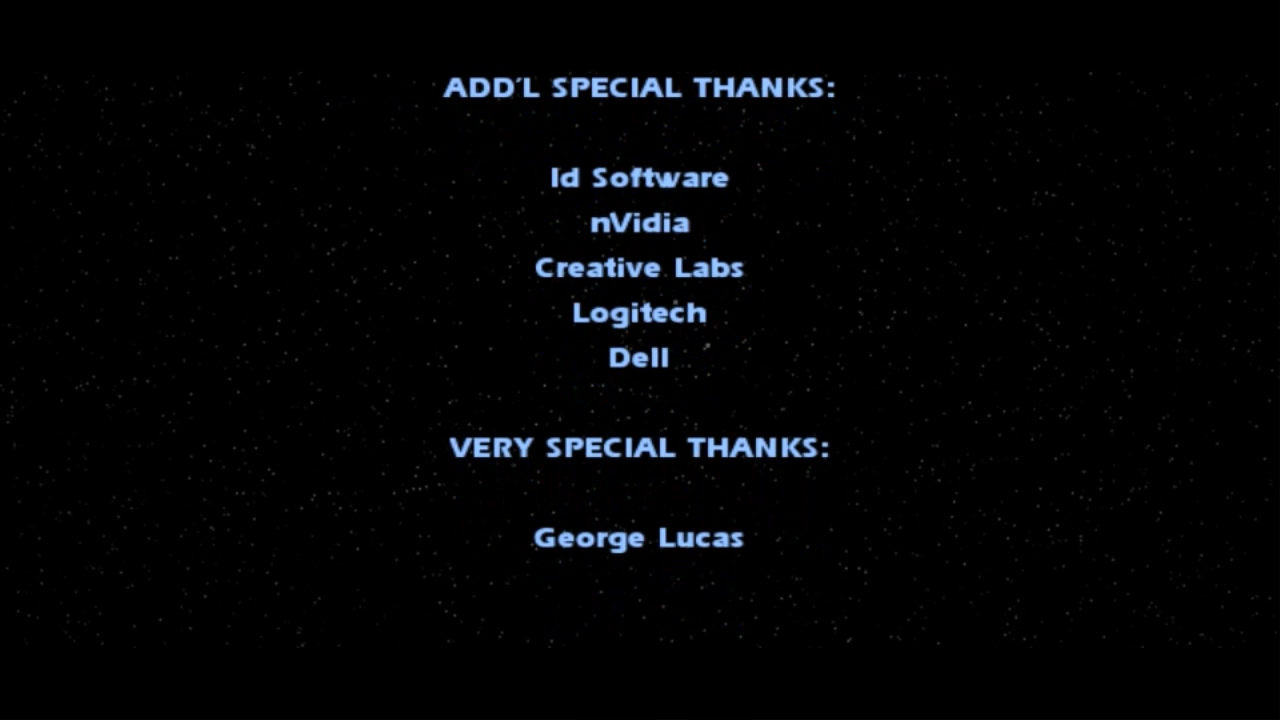 ADD'L SPECIAL THANKS:
Id Software
nVidia
Creative Labs
Logitech
Dell
VERY SPECIAL THANKS:
George Lucas